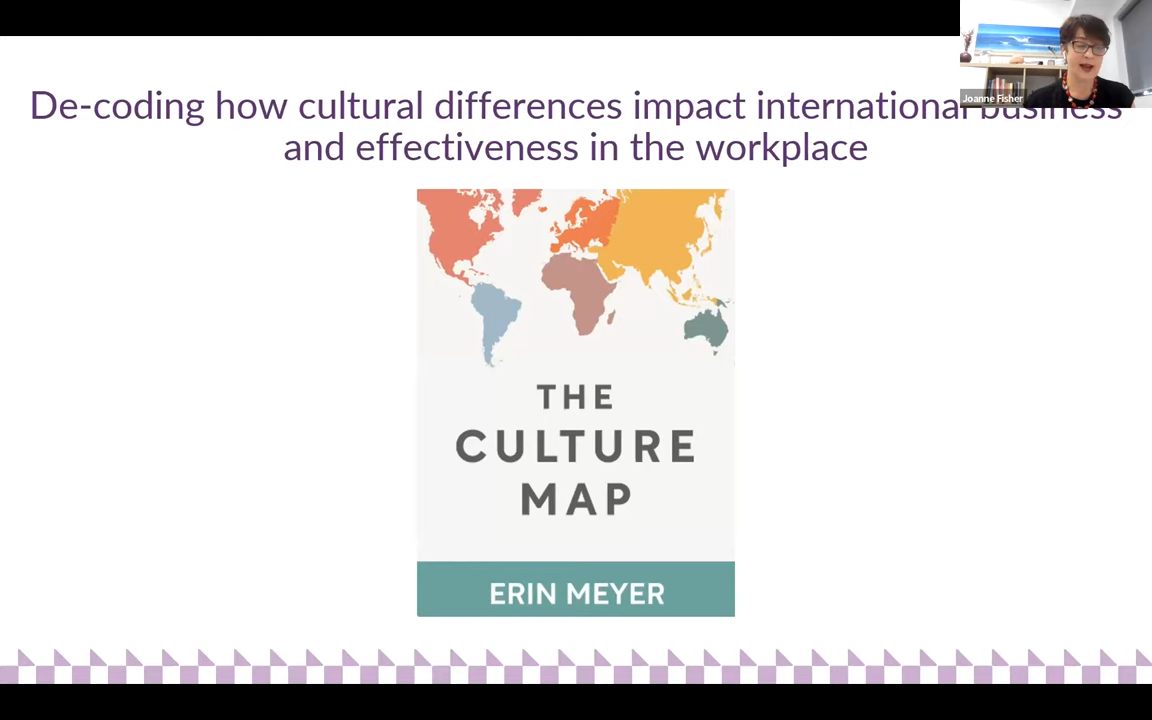 De-coding how cultural differences impact international business
and effectiveness in the workplace
Joanne Fisher
THE
CULTURE
MAP
ERIN MEYER